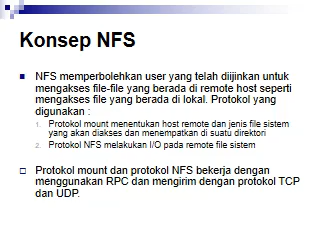 Konsep NFS
NFS memperbolehkan user yang telah diijinkan untuk
mengakses file-file yang berada di remote host seperti
mengakses file yang berada di lokal. Protokol yang
digunakan :
1. Protokol mount menentukan host remote dan jenis file sistem
yang akan diakses dan menempatkan di suatu direktori
2. Protokol NFS melakukan I/O pada remote file sistem
Protokol mount dan protokol NFS bekerja dengan
menggunakan RPC dan mengirim dengan protokol TCP
dan UDP.